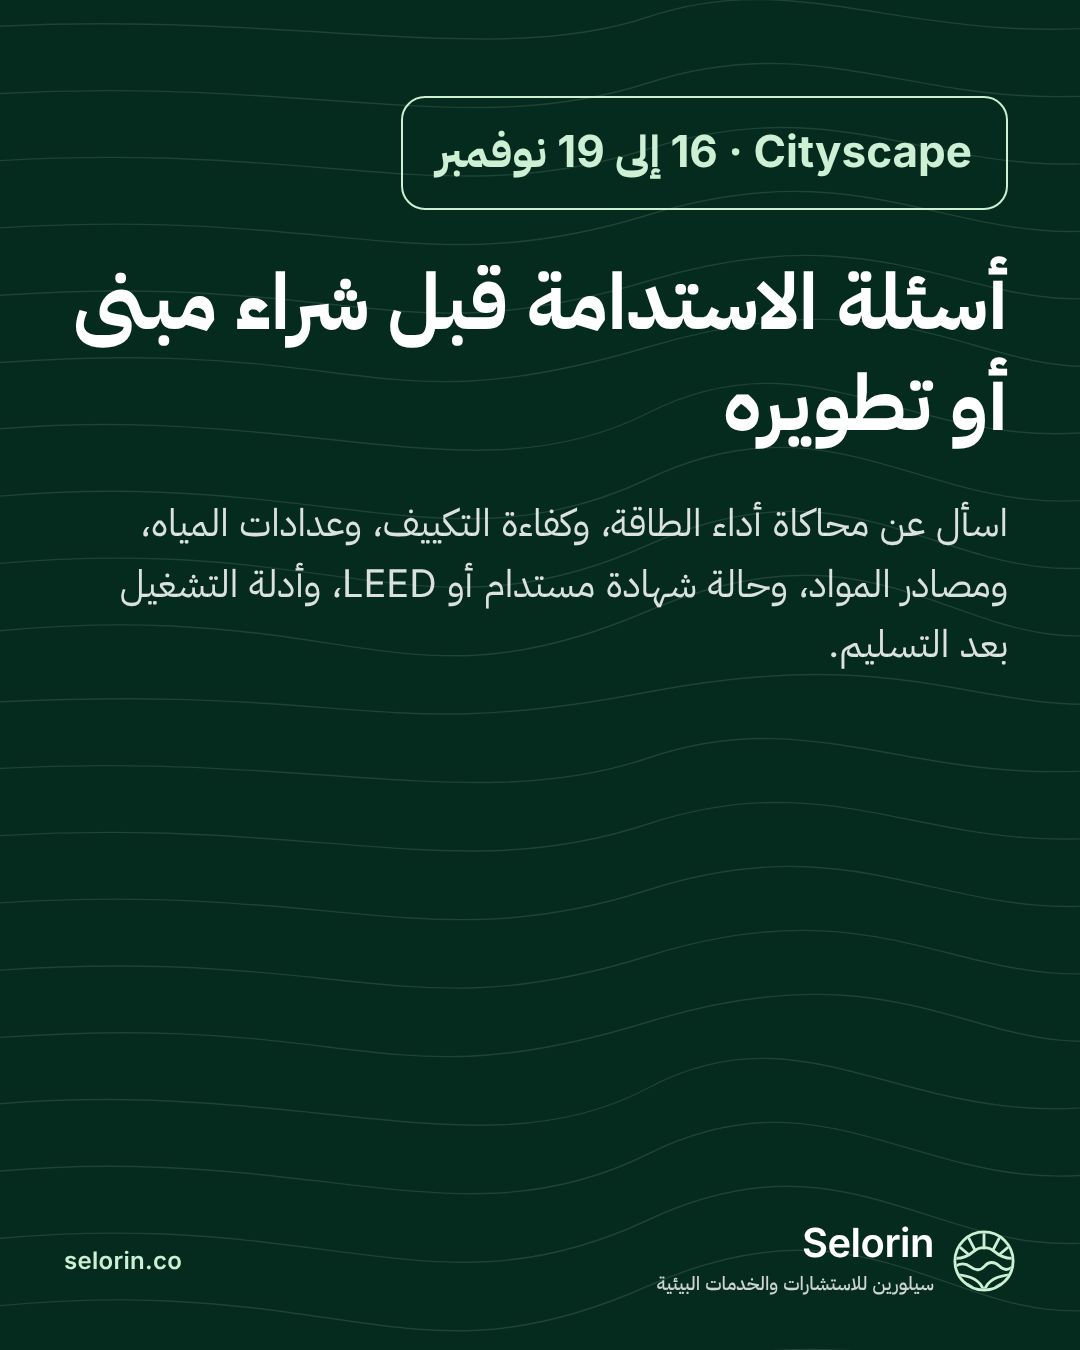 Cityscape · 16 إلى 19 نوفمبر
أسئلة الاستدامة قبل شراء مبنى
أو تطويره
اسأل عن محاكاة أداء الطاقة، وكفاءة التكييف، وعدادات المياه،
ومصادر المواد، وحالة شهادة مستدام أو LEED، وأدلة التشغيل
بعد التسليم.
Selorin
سيلورين للاستشارات والخدمات البيئية
selorin.co